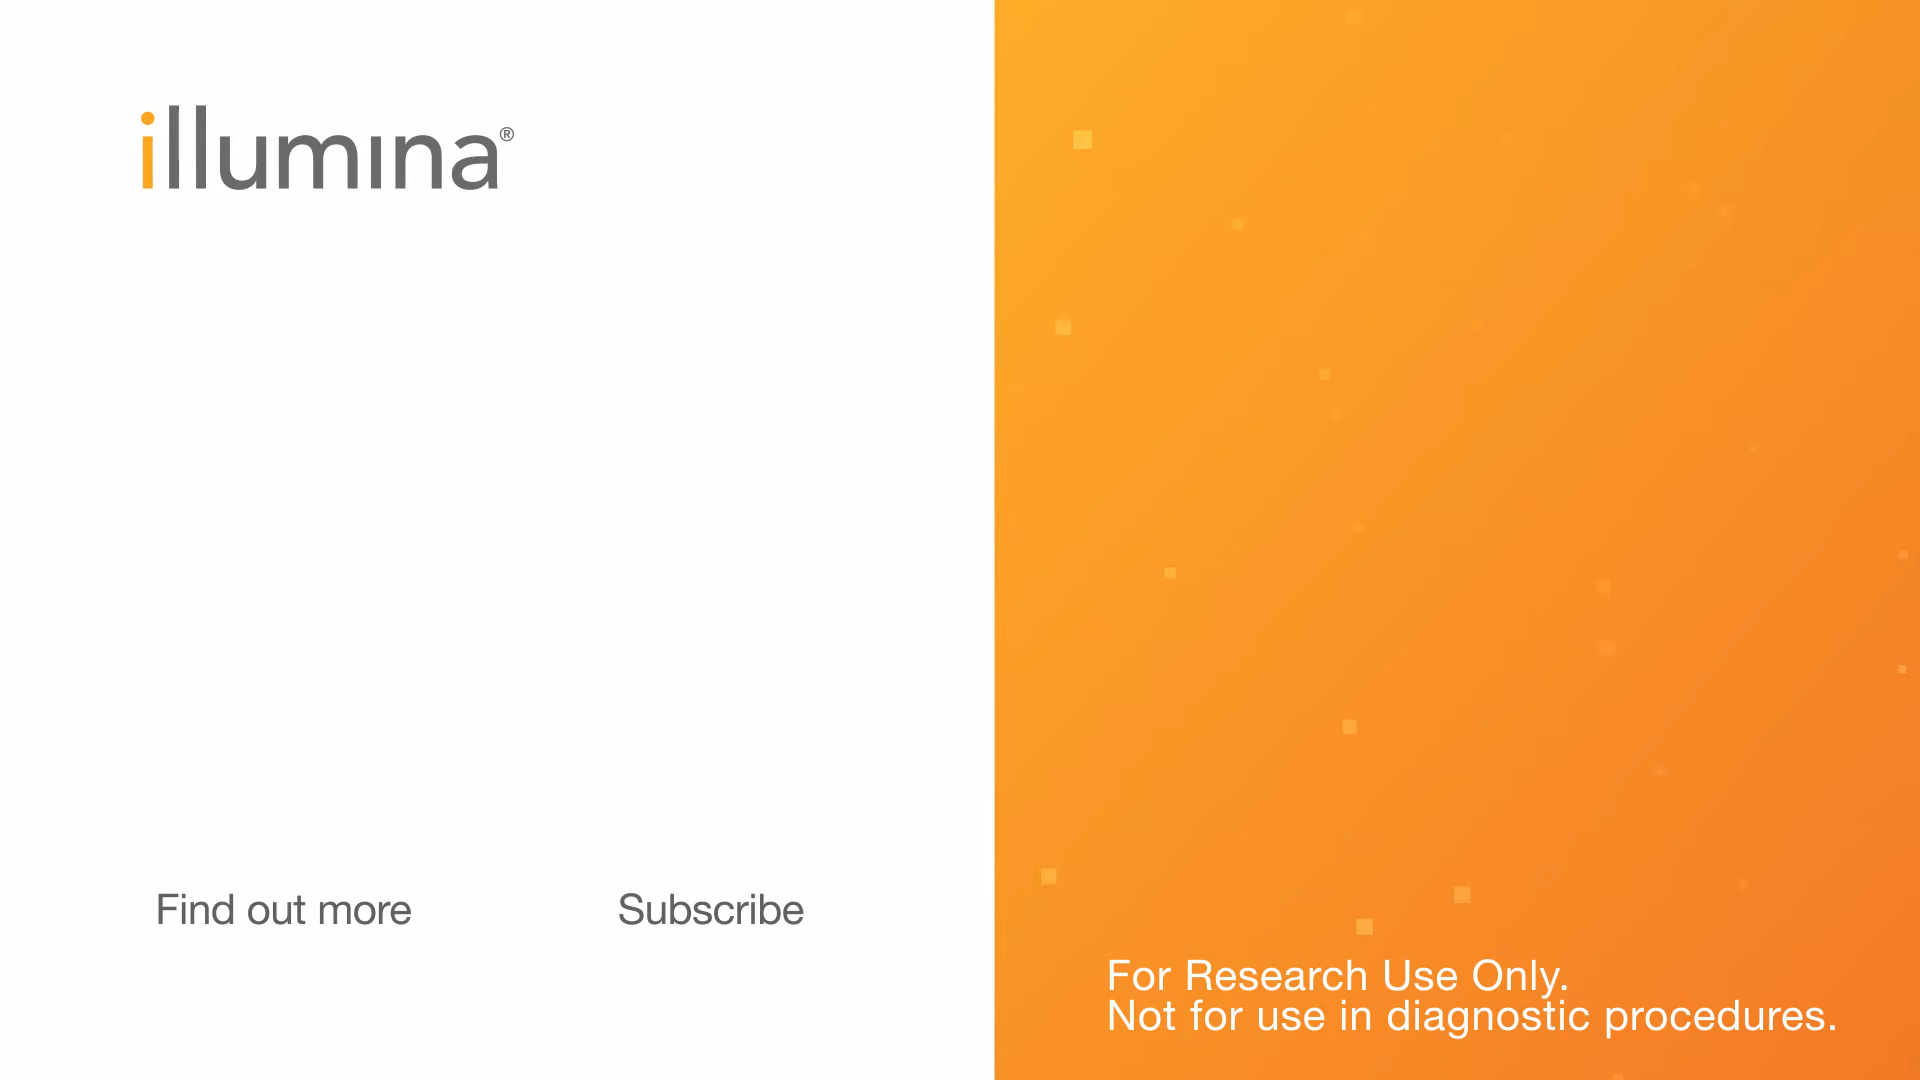 illumina®
Find out more
Subscribe
For Research Use Only.
Not for use in diagnostic procedures.